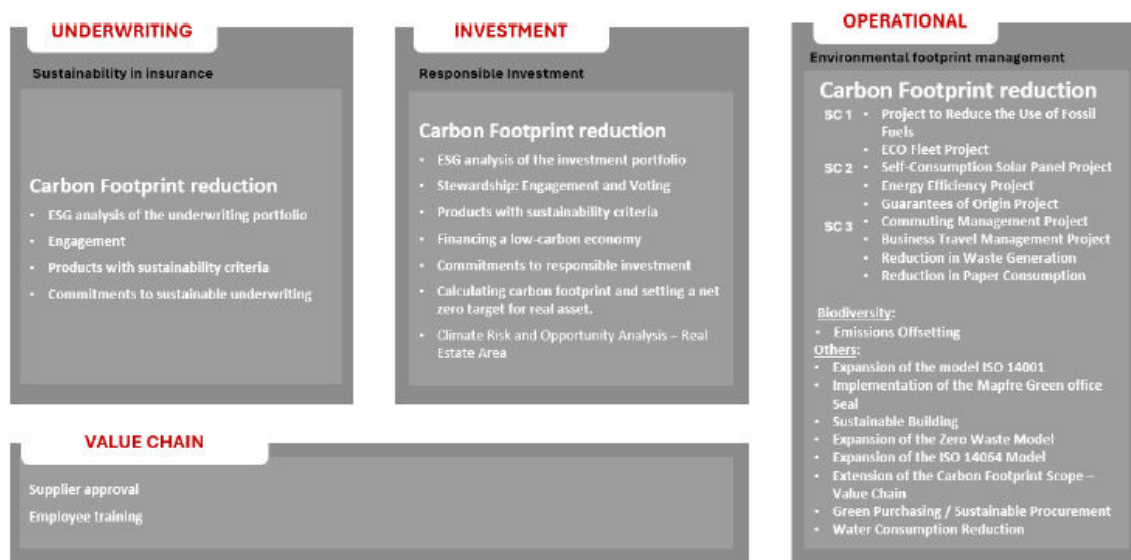 UNDERWRITING
Sustainability in insurance
Carbon Footprint reduction
• ESG analysis of the underwriting portfolio
• Engagement
• Products with sustainability criteria
• Commitments to sustainable underwriting
INVESTMENT
Responsible Investment
Carbon Footprint reduction
• ESG analysis of the investment portfolio
• Stewardship: Engagement and Voting
• Products with sustainability criteria
• Financing a low-carbon economy
• Commitments to responsible investment
• Calculating carbon footprint and setting a net
zero target for real asset.
• Climate Risk and Opportunity Analysis – Real
Estate Area
OPERATIONAL
Environmental footprint management
Carbon Footprint reduction
SC 1 • Project to Reduce the Use of Fossil
Fuels
• ECO Fleet Project
SC 2 • Self-Consumption Solar Panel Project
• Energy Efficiency Project
• Guarantees of Origin Project
SC 3 • Commuting Management Project
• Business Travel Management Project
• Reduction in Waste Generation
• Reduction in Paper Consumption
Biodiversity:
• Emissions Offsetting
Others:
• Expansion of the model ISO 14001
• Implementation of the Mapfre Green office
Seal
• Sustainable Building
• Expansion of the Zero Waste Model
• Expansion of the ISO 14064 Model
• Extension of the Carbon Footprint Scope –
Value Chain
• Green Purchasing / Sustainable Procurement
• Water Consumption Reduction
VALUE CHAIN
Supplier approval
Employee training